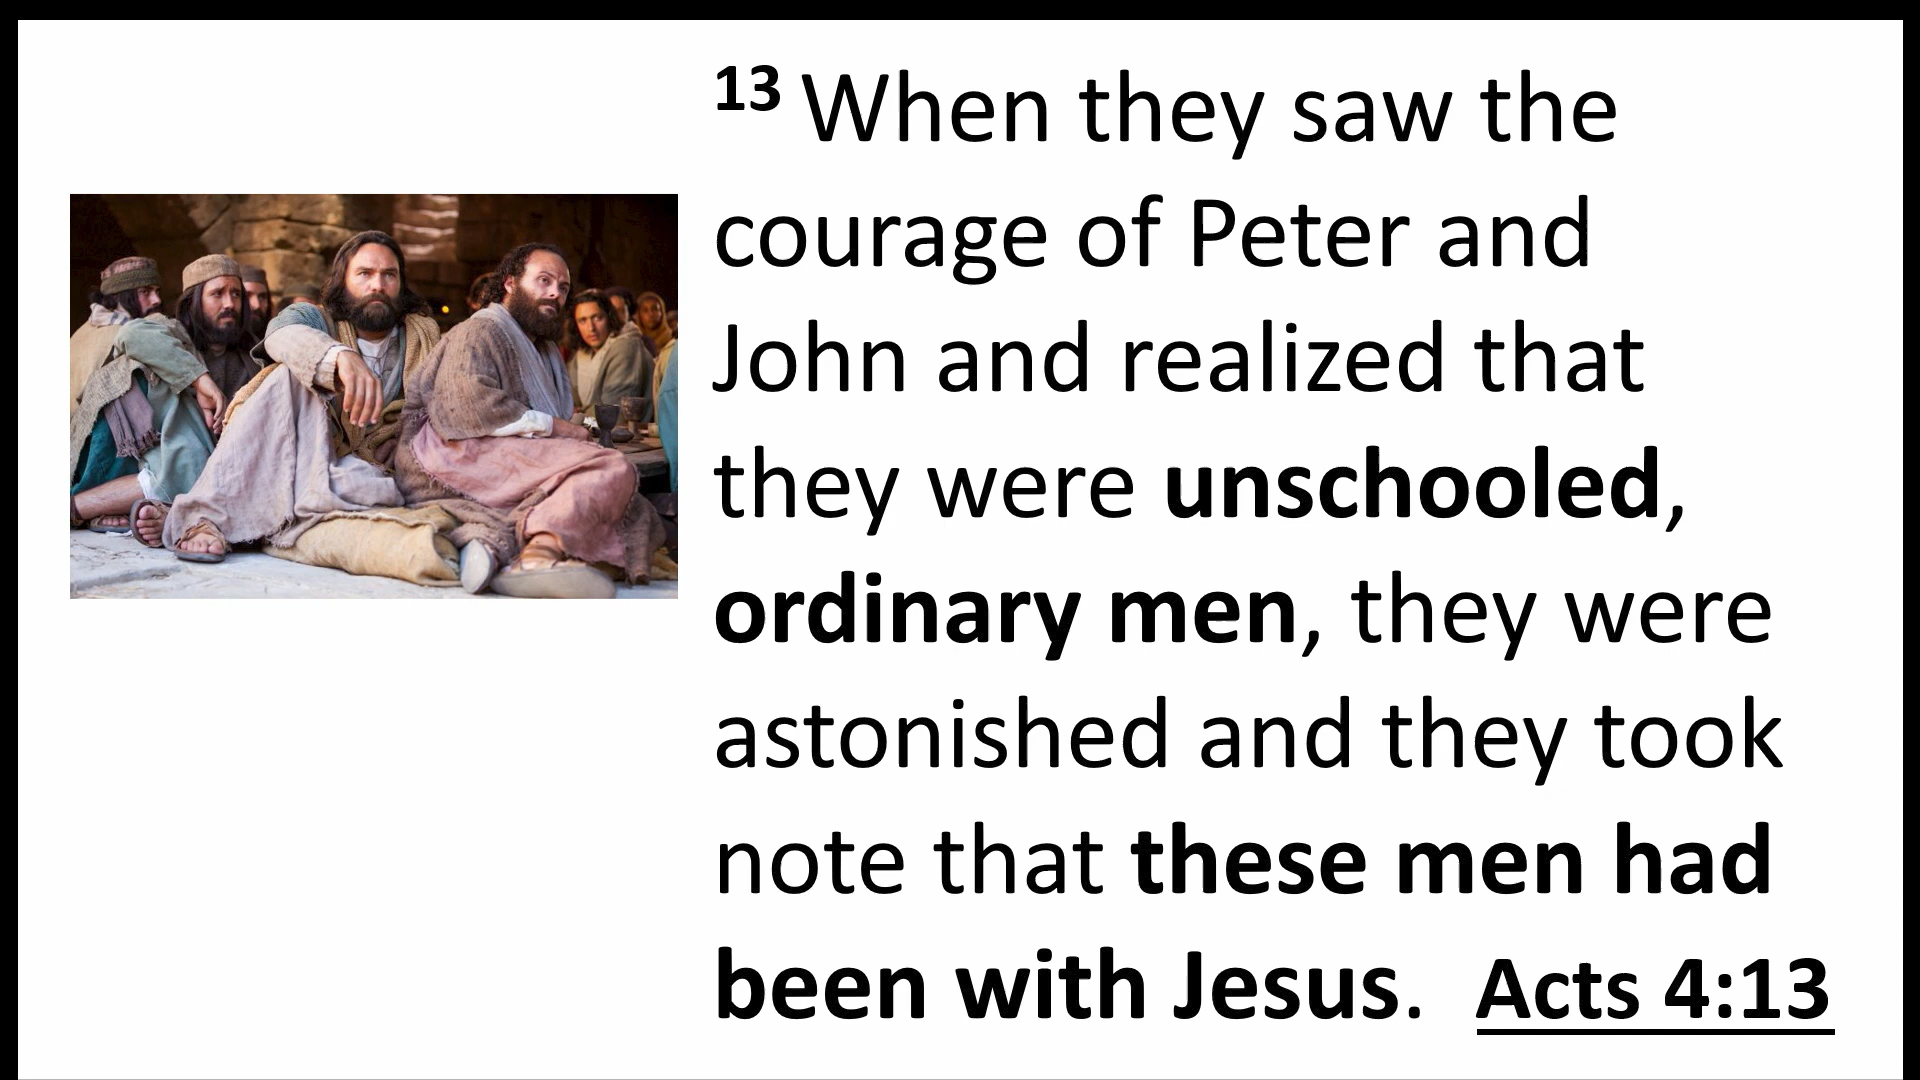 13 When they saw the
courage of Peter and
John and realized that
they were unschooled,
ordinary men, they were
astonished and they took
note that these men had
been with Jesus. Acts 4:13